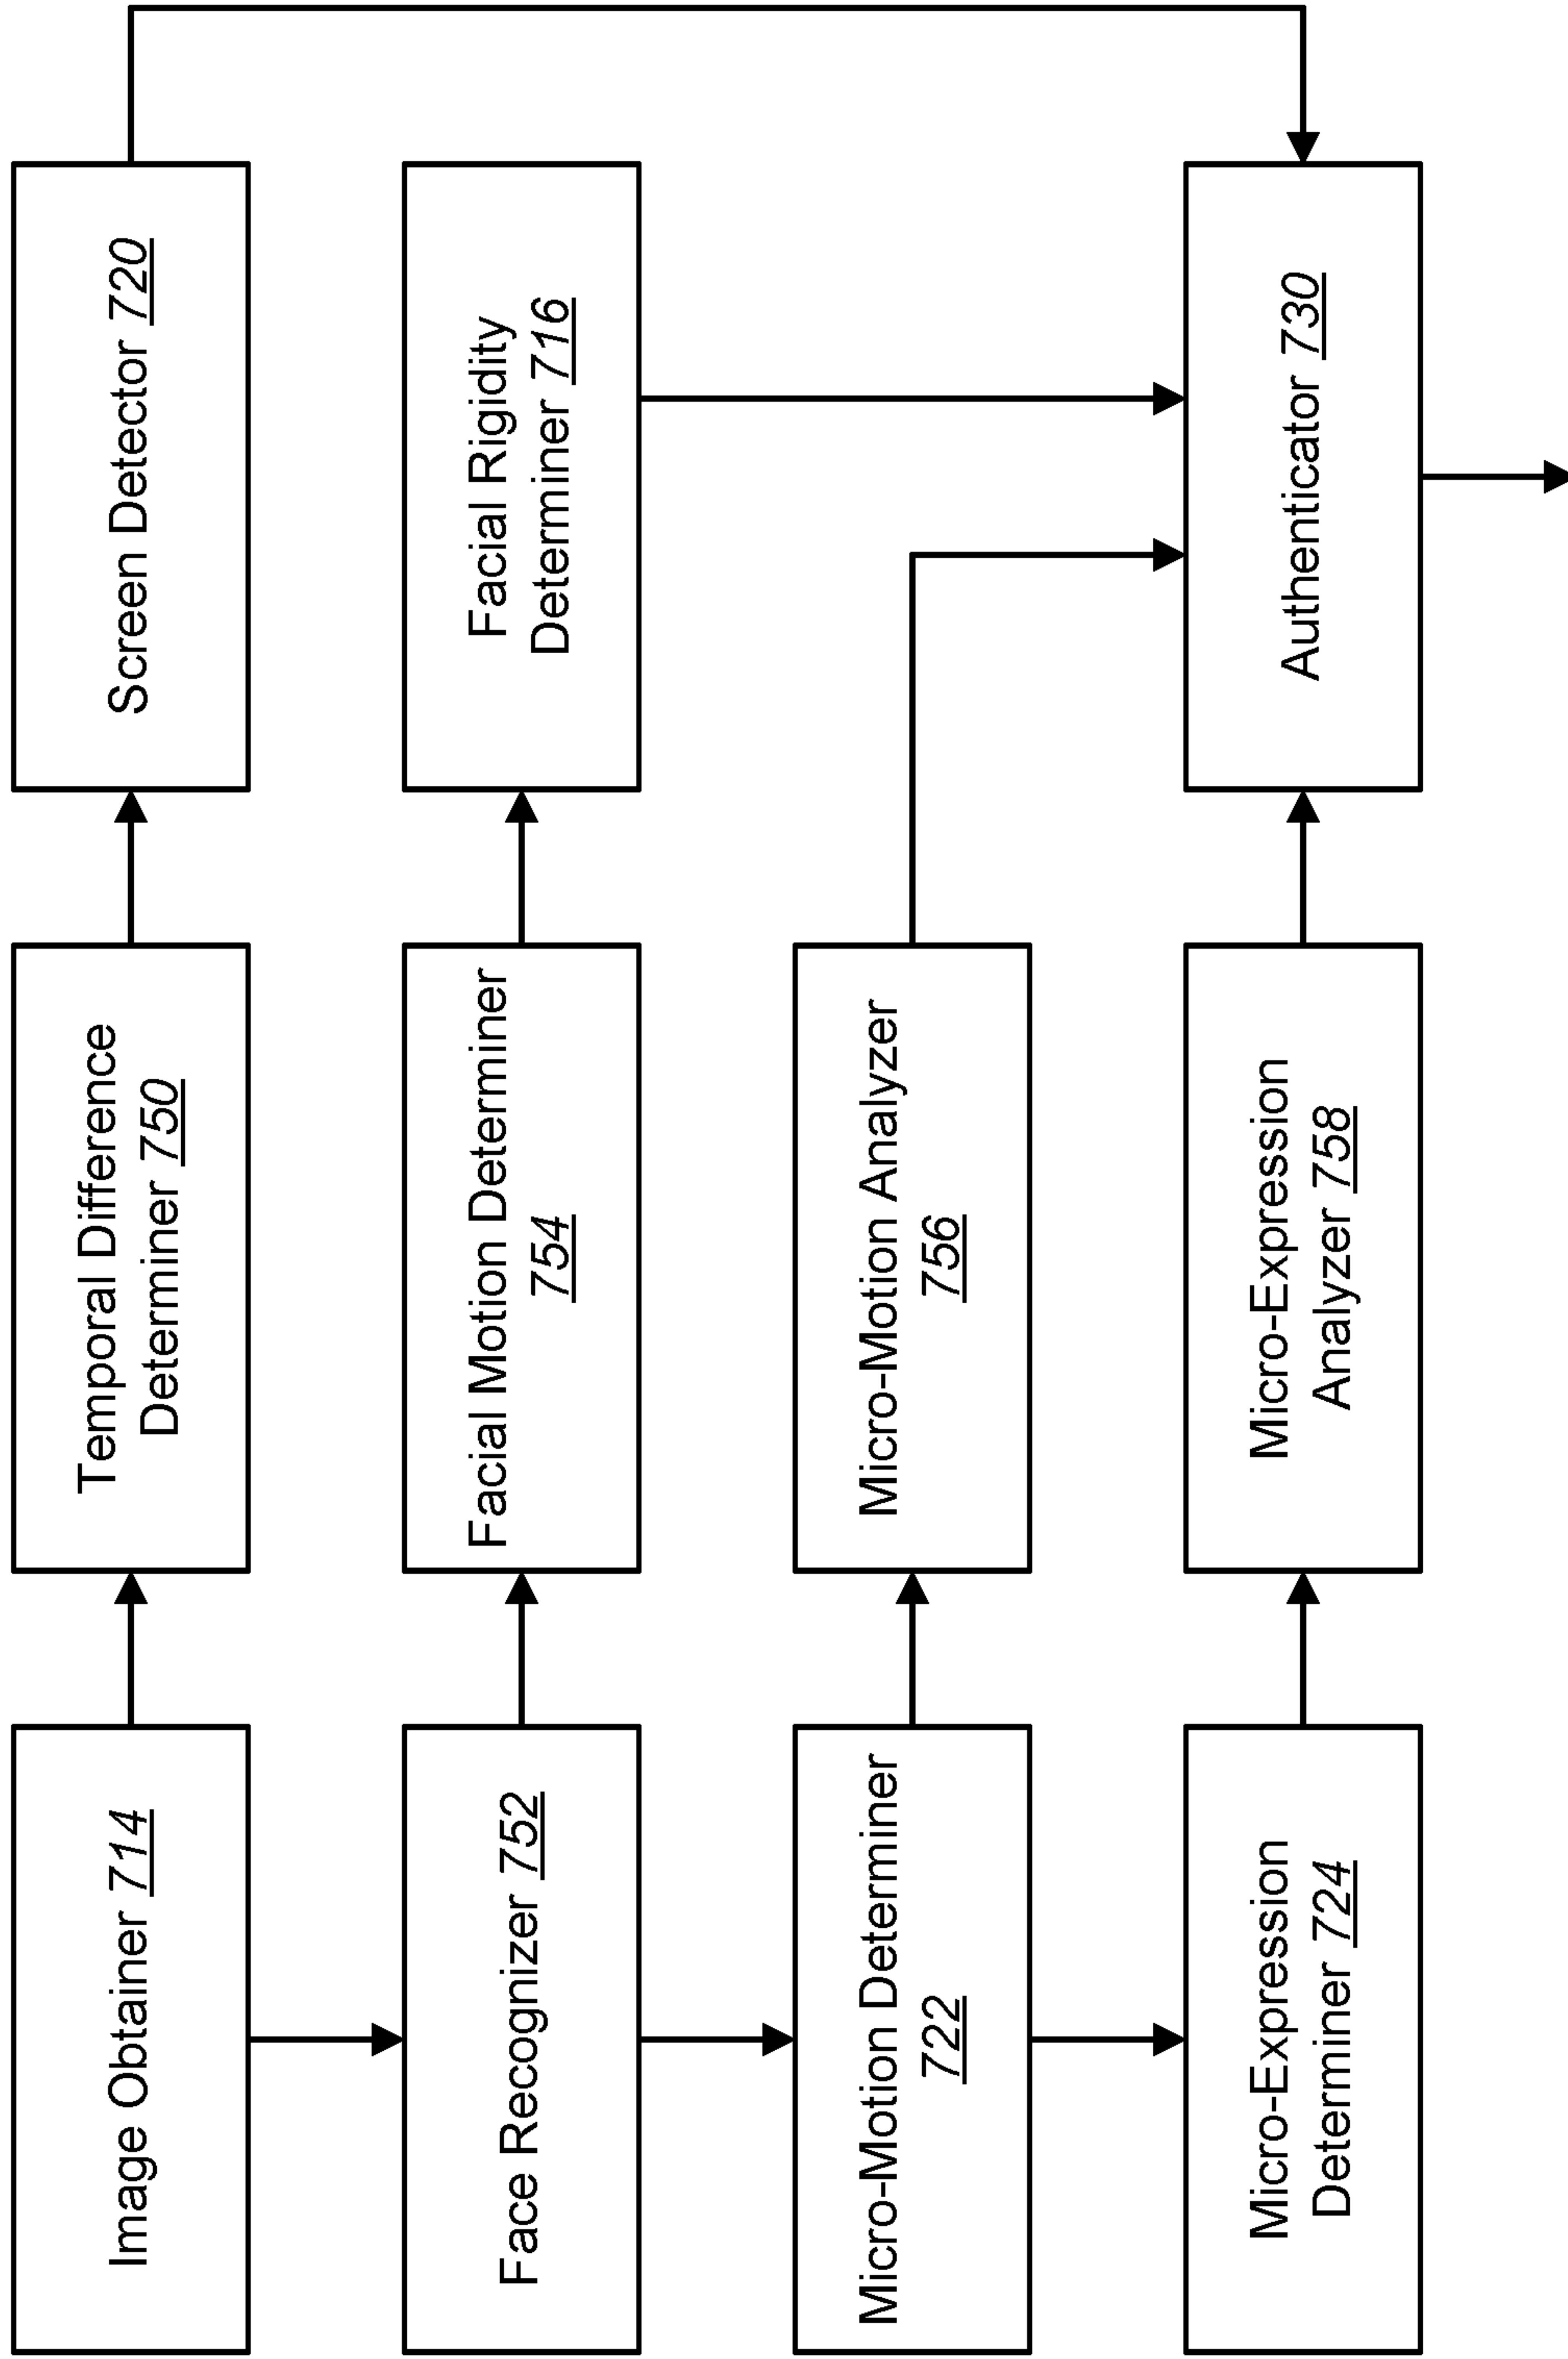 Image Obtainer 714
Temporal Difference
Determiner 750
Screen Detector 720
Face Recognizer 752
Facial Motion Determiner
754
Facial Rigidity
Determiner 716
Micro-Motion Determiner
722
Micro-Motion Analyzer
756
Micro-Expression
Determiner 724
Micro-Expression
Analyzer 758
Authenticator 730